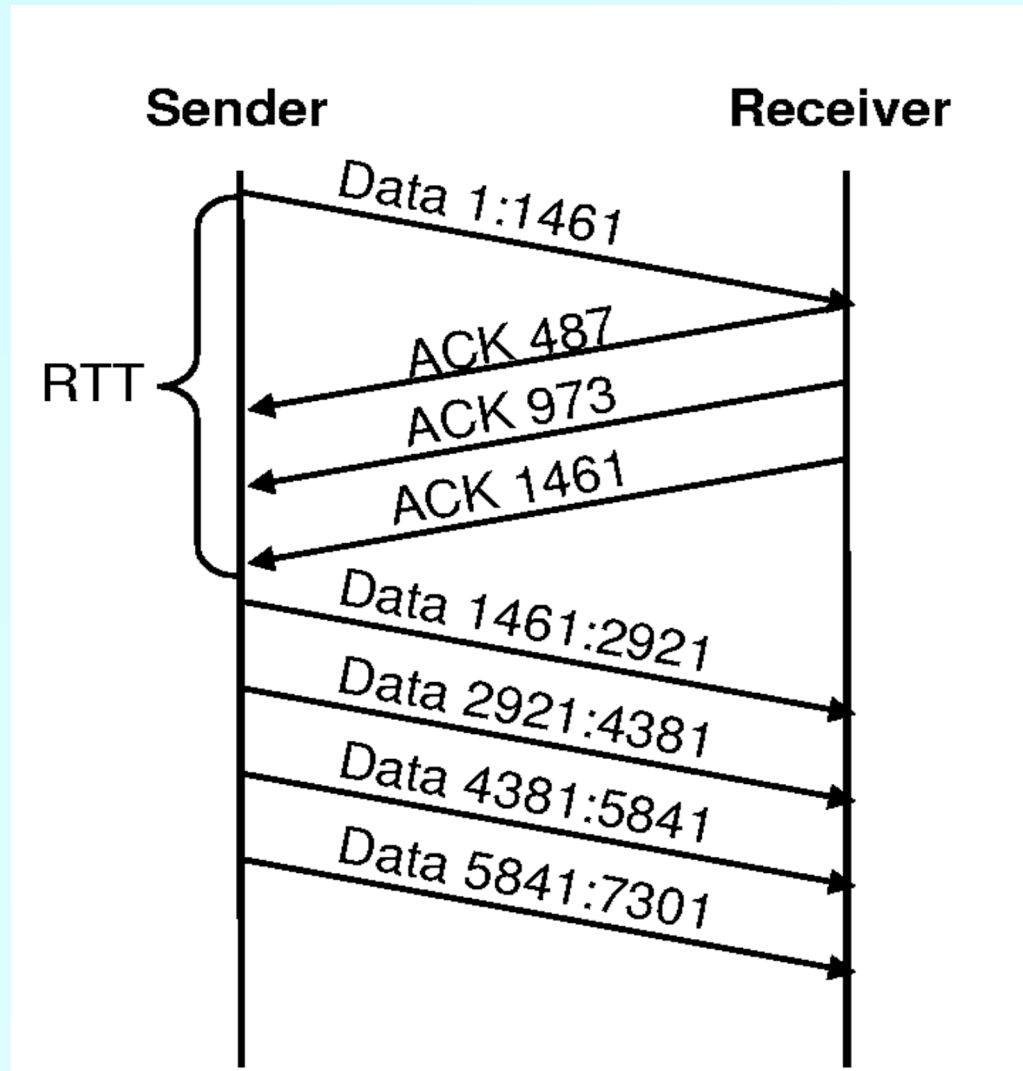 Sender
Receiver
Data 1:1461
ACK 487
RTT
ACK 973
ACK 1461
Data 1461:2921
Data 2921:4381
Data 4381:5841
Data 5841:7301